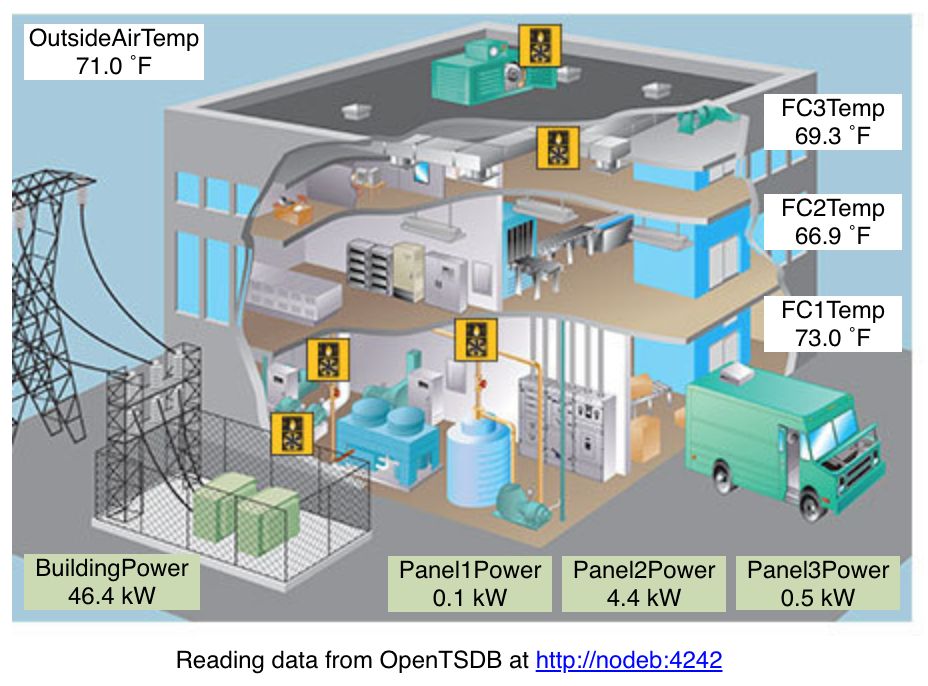 OutsideAirTemp
71.0 ˚F
FC3Temp
69.3 ˚F
FC2Temp
66.9 ˚F
FC1Temp
73.0 ˚F
BuildingPower
46.4 kW
Panel1Power
0.1 kW
Panel2Power
4.4 kW
Panel3Power
0.5 kW
Reading data from OpenTSDB at http://nodeb:4242